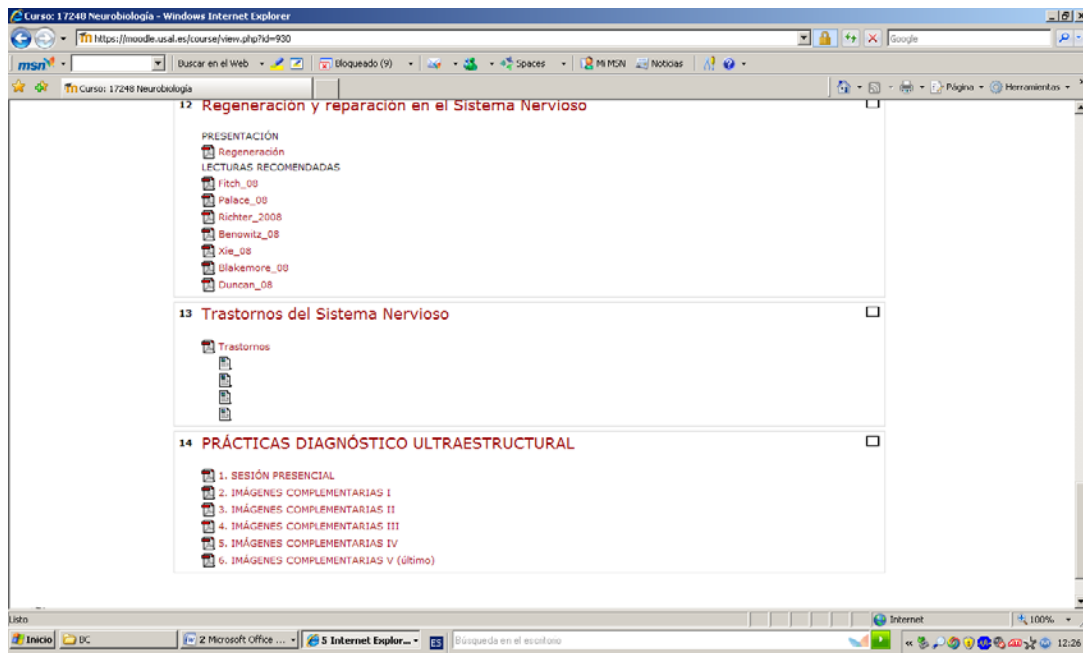 Curso: 17248 Neurobiología - Windows Internet Explorer
https://moodle.usal.es/course/view.php?id=930
Google
msn
Buscar en el Web
Bloqueado (9)
Spaces
Mi MSN
Noticias
Curso: 17248 Neurobiología
Página
Herramientas
12 Regeneración y reparación en el Sistema Nervioso
PRESENTACIÓN
Regeneración
LECTURAS RECOMENDADAS
Fitch_08
Palace_08
Richter_2008
Benowitz_08
Xie_08
Blakemore_08
Duncan_08
13 Trastornos del Sistema Nervioso
Trastornos
14 PRÁCTICAS DIAGNÓSTICO ULTRAESTRUCTURAL
1. SESIÓN PRESENCIAL
2. IMÁGENES COMPLEMENTARIAS I
3. IMÁGENES COMPLEMENTARIAS II
4. IMÁGENES COMPLEMENTARIAS III
5. IMÁGENES COMPLEMENTARIAS IV
6. IMÁGENES COMPLEMENTARIAS V (último)
Listo
Internet
100%
Inicio
BC
2 Microsoft Office ...
5 Internet Explor...
ES
Búsqueda en el escritorio
12:26